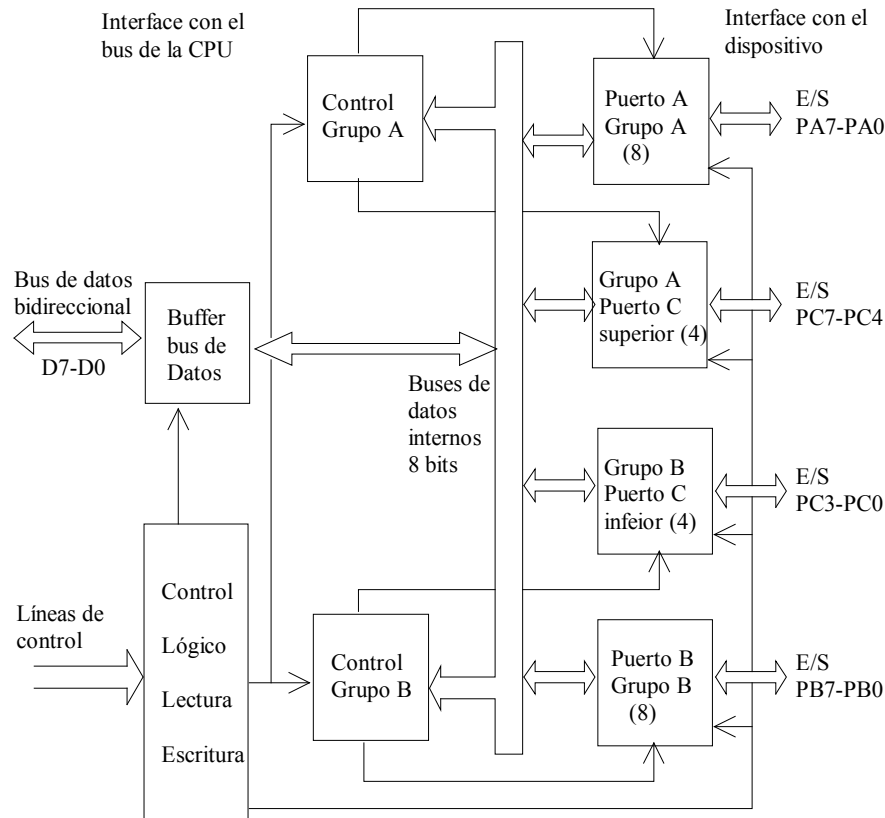 Interface con el
bus de la CPU
Interface con el
dispositivo
Control
Grupo A
Puerto A
Grupo A
(8)
E/S
PA7-PA0
Grupo A
Puerto C
superior (4)
E/S
PC7-PC4
Bus de datos
bidireccional
D7-D0
Buffer
bus de
Datos
Buses de
datos
internos
8 bits
Grupo B
Puerto C
infeior (4)
E/S
PC3-PC0
Líneas de
control
Control
Lógico
Lectura
Escritura
Control
Grupo B
Puerto B
Grupo B
(8)
E/S
PB7-PB0